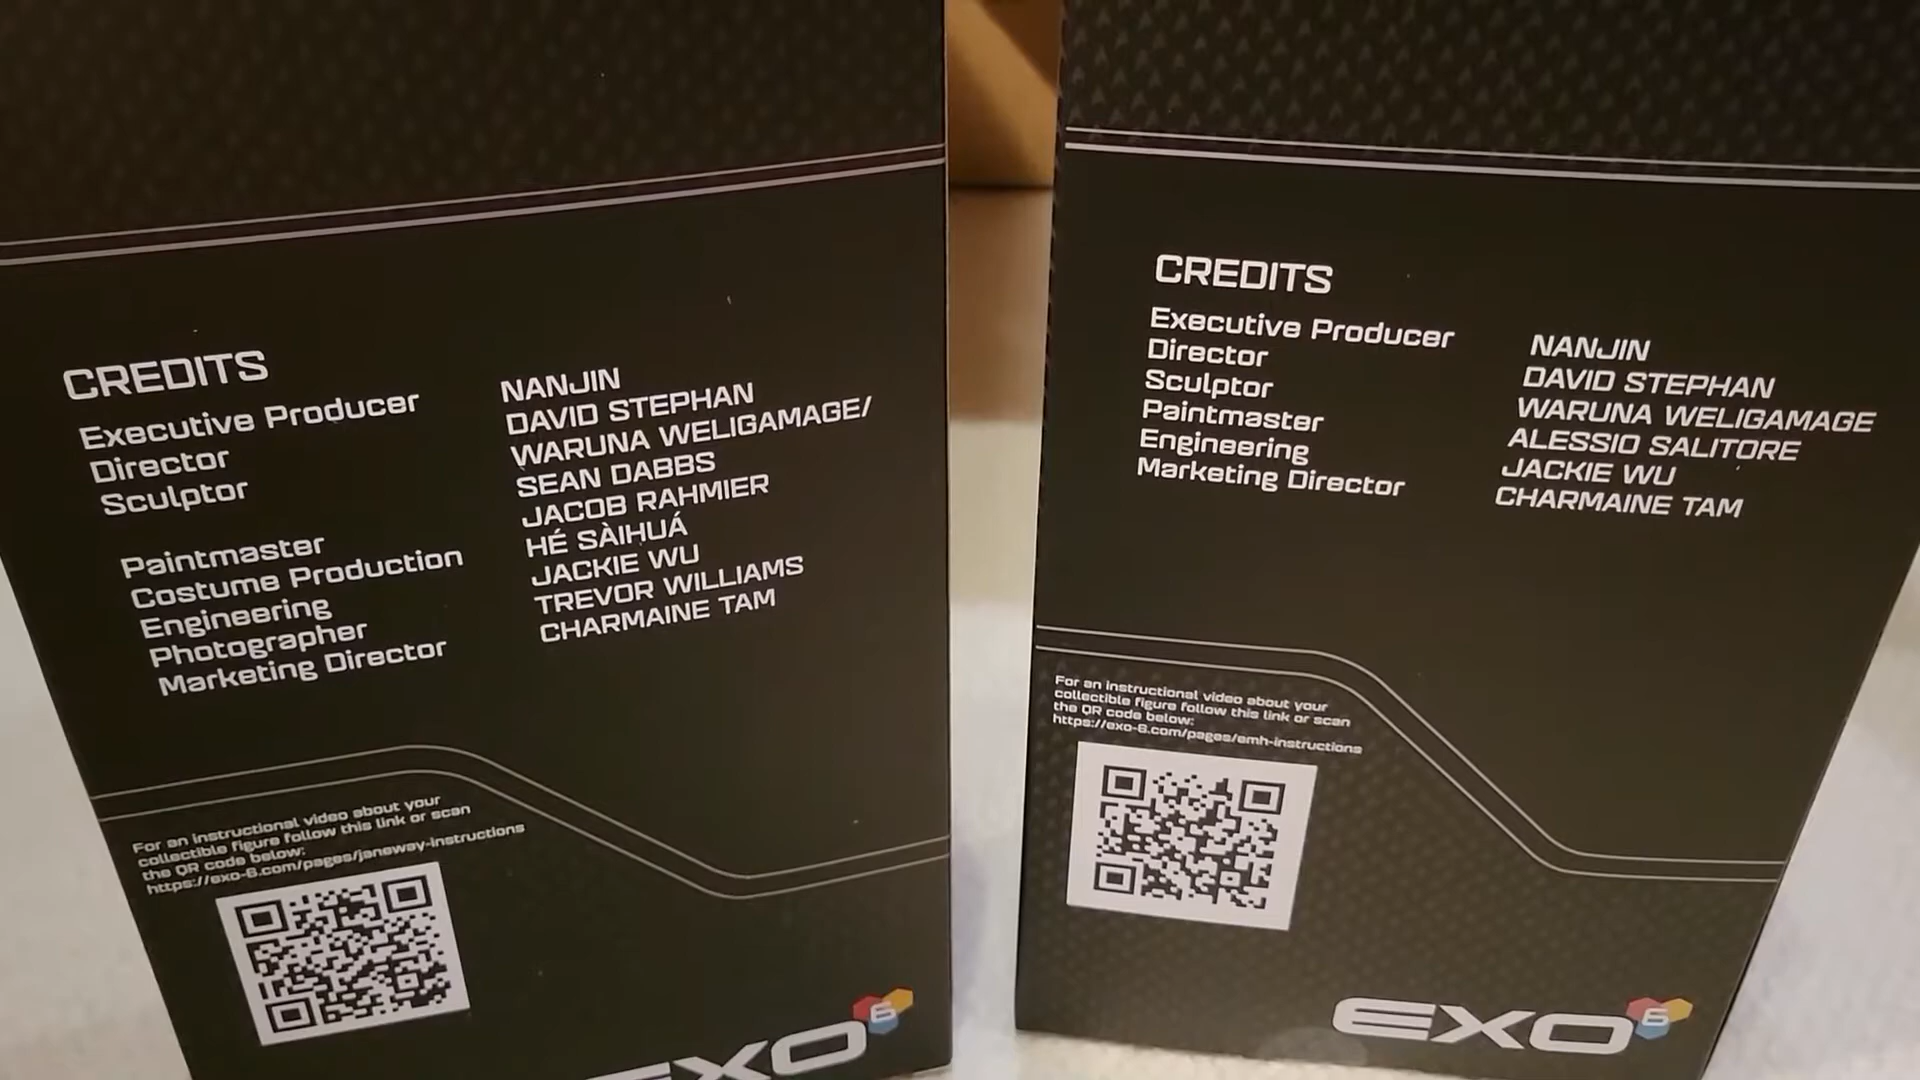 CREDITS
Executive Producer
Director
Sculptor
Paintmaster
Costume Production
Engineering
Photographer
Marketing Director
NANJIN
DAVID STEPHAN
WARUNA WELIGAMAGE/
SEAN DABBS
JACOB RAHMIER
HÉ SÀIHUÁ
JACKIE WU
TREVOR WILLIAMS
CHARMAINE TAM
For an instructional video about your
collectible figure follow this link or scan
the QR code below:
https://exo-6.com/pages/janeway-instructions
EXO 6
CREDITS
Executive Producer
Director
Sculptor
Paintmaster
Engineering
Marketing Director
NANJIN
DAVID STEPHAN
WARUNA WELIGAMAGE
ALESSIO SALITORE
JACKIE WU
CHARMAINE TAM
For an instructional video about your
collectible figure follow this link or scan
the QR code below:
https://exo-6.com/pages/emh-instructions
EXO 6